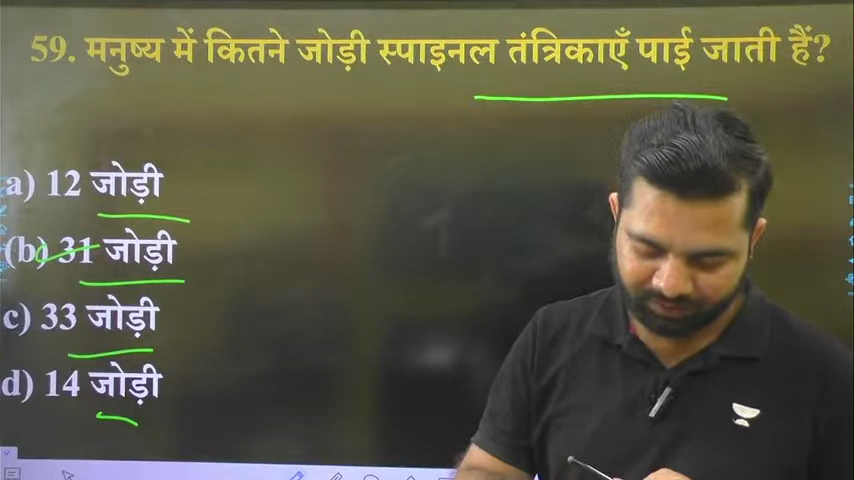 59. मनुष्य में कितने जोड़ी स्पाइनल तंत्रिकाएँ पाई जाती हैं?
a) 12 जोड़ी
(b) 31 जोड़ी
c) 33 जोड़ी
d) 14 जोड़ी